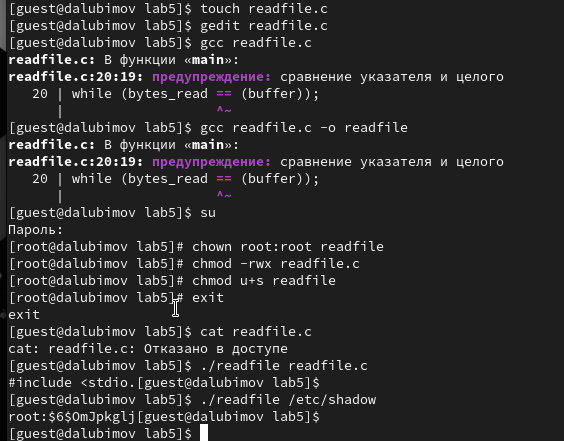 [guest@dalubimov lab5]$ touch readfile.c
[guest@dalubimov lab5]$ gedit readfile.c
[guest@dalubimov lab5]$ gcc readfile.c
readfile.c: В функции «main»:
readfile.c:20:19: предупреждение: сравнение указателя и целого
20 | while (bytes_read == (buffer));
| ^~
[guest@dalubimov lab5]$ gcc readfile.c -o readfile
readfile.c: В функции «main»:
readfile.c:20:19: предупреждение: сравнение указателя и целого
20 | while (bytes_read == (buffer));
| ^~
[guest@dalubimov lab5]$ su
Пароль:
[root@dalubimov lab5]# chown root:root readfile
[root@dalubimov lab5]# chmod -rwx readfile.c
[root@dalubimov lab5]# chmod u+s readfile
[root@dalubimov lab5]# exit
exit
[guest@dalubimov lab5]$ cat readfile.c
cat: readfile.c: Отказано в доступе
[guest@dalubimov lab5]$ ./readfile readfile.c
#include <stdio.[guest@dalubimov lab5]$
[guest@dalubimov lab5]$ ./readfile /etc/shadow
root:$6$OmJpkglj[guest@dalubimov lab5]$
[guest@dalubimov lab5]$